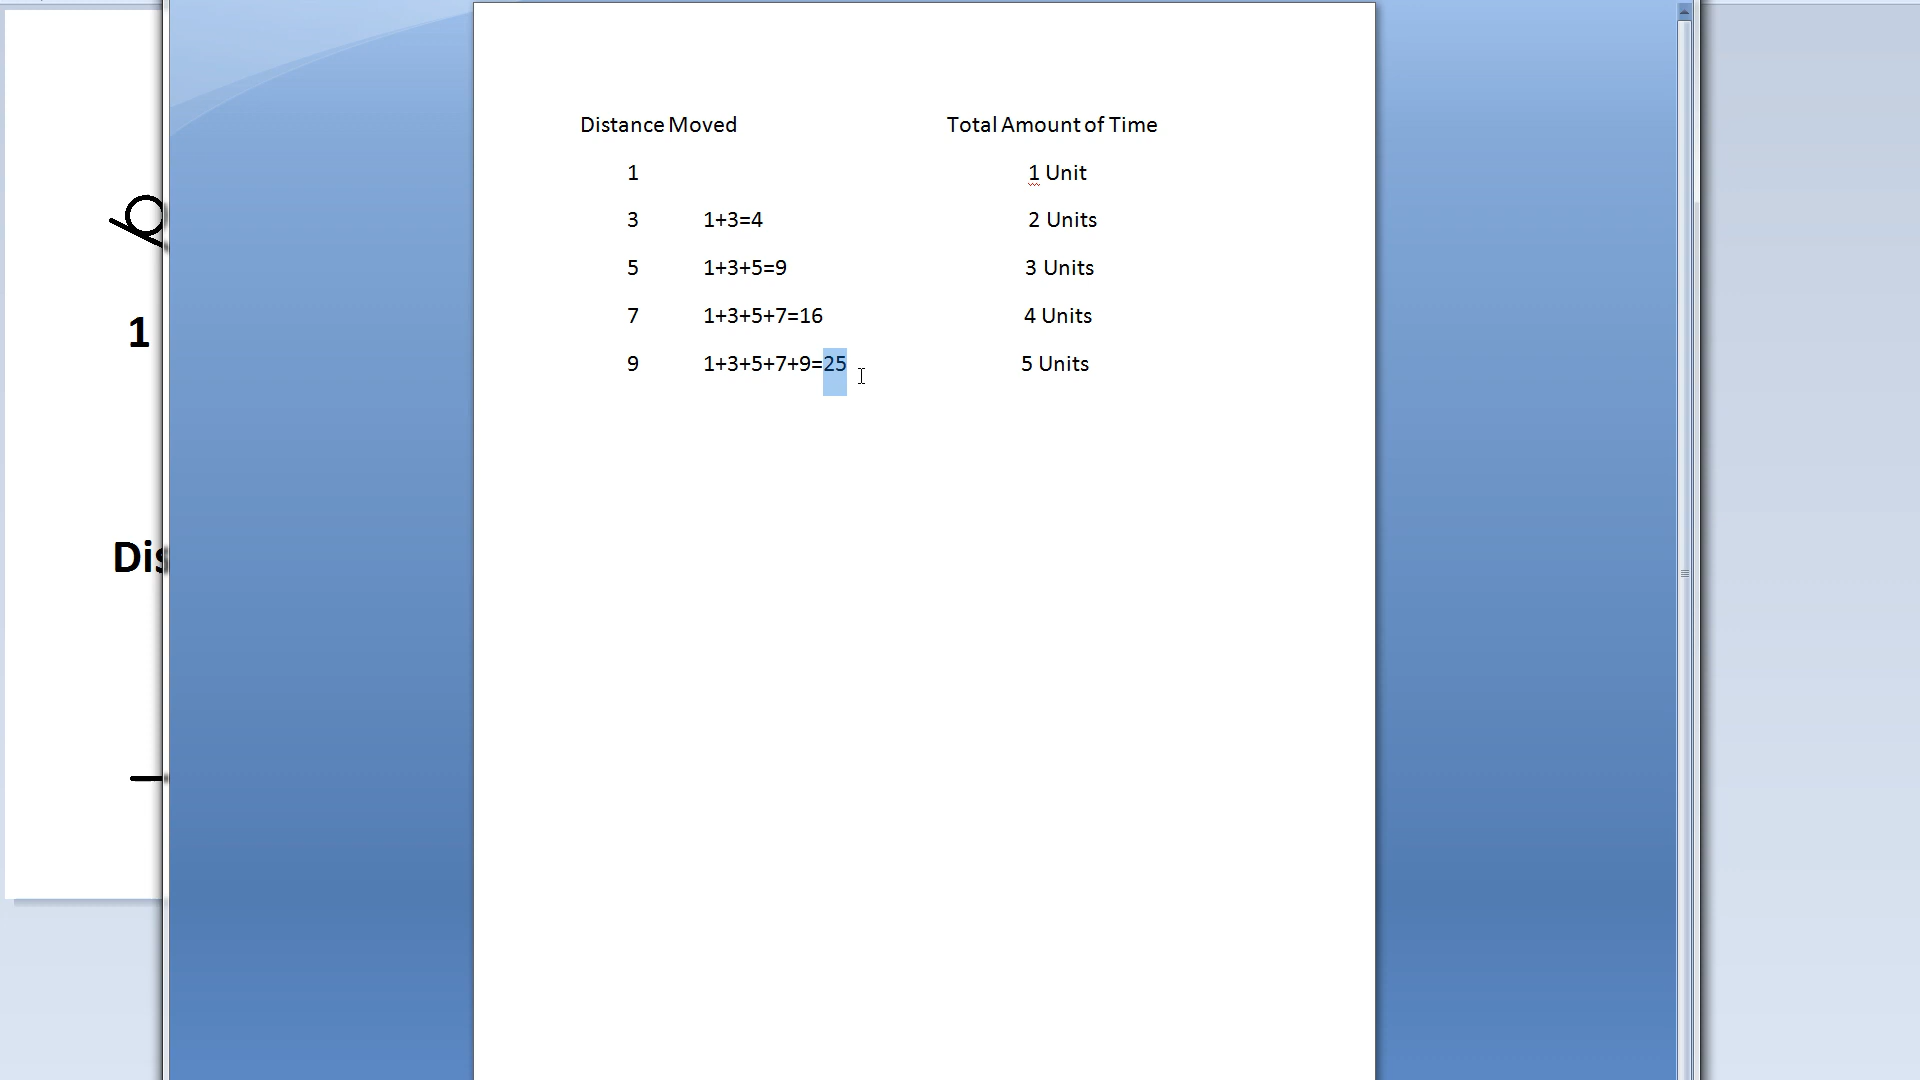 Distance Moved Total Amount of Time
1 1 Unit
3 1+3=4 2 Units
5 1+3+5=9 3 Units
7 1+3+5+7=16 4 Units
9 1+3+5+7+9=25 5 Units
1
Dis